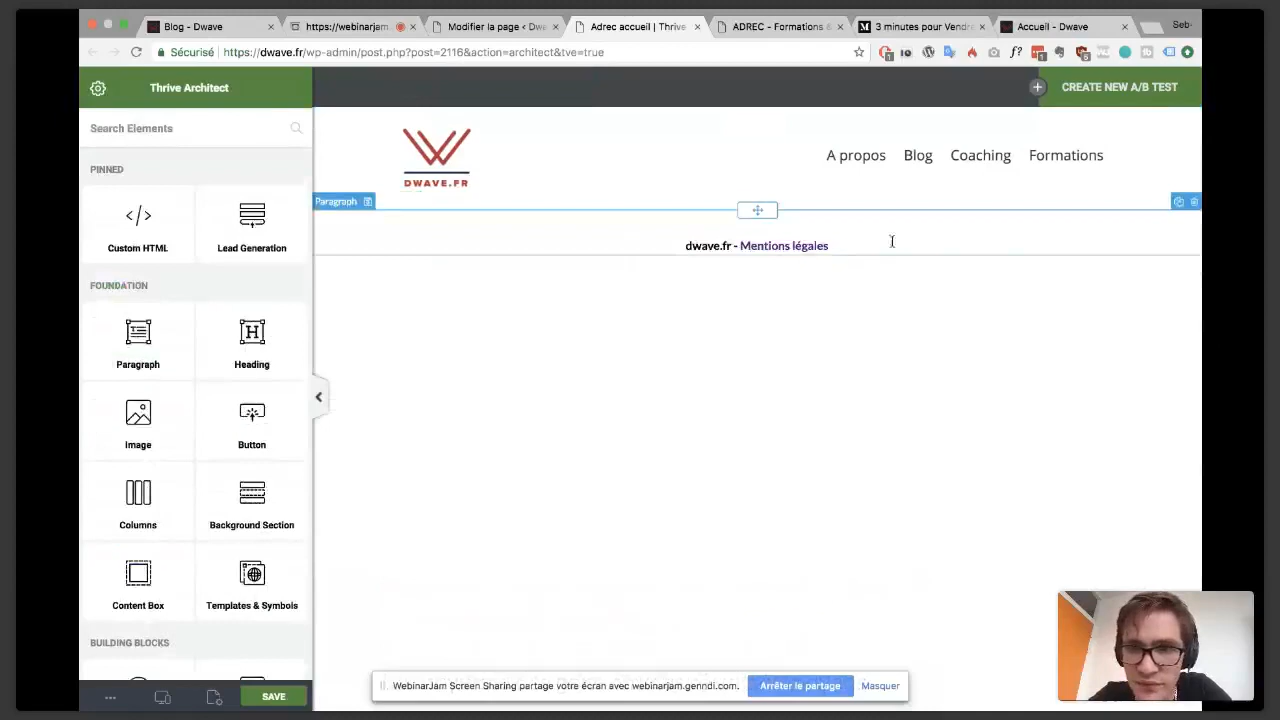 Blog - Dwave
https://webinarjam
Modifier la page < Dwe
Adrec accueil | Thrive
ADREC - Formations &
3 minutes pour Vendre
Accueil - Dwave
Seb-
Sécurisé
https://dwave.fr/wp-admin/post.php?post=2116&action=architect&tve=true
Thrive Architect
CREATE NEW A/B TEST
Search Elements
DWAVE.FR
A propos
Blog
Coaching
Formations
PINNED
Custom HTML
Lead Generation
Paragraph
dwave.fr - Mentions légales
FOUNDATION
Paragraph
Heading
Image
Button
Columns
Background Section
Content Box
Templates & Symbols
BUILDING BLOCKS
SAVE
WebinarJam Screen Sharing partage votre écran avec webinarjam.genndi.com.
Arrêter le partage
Masquer